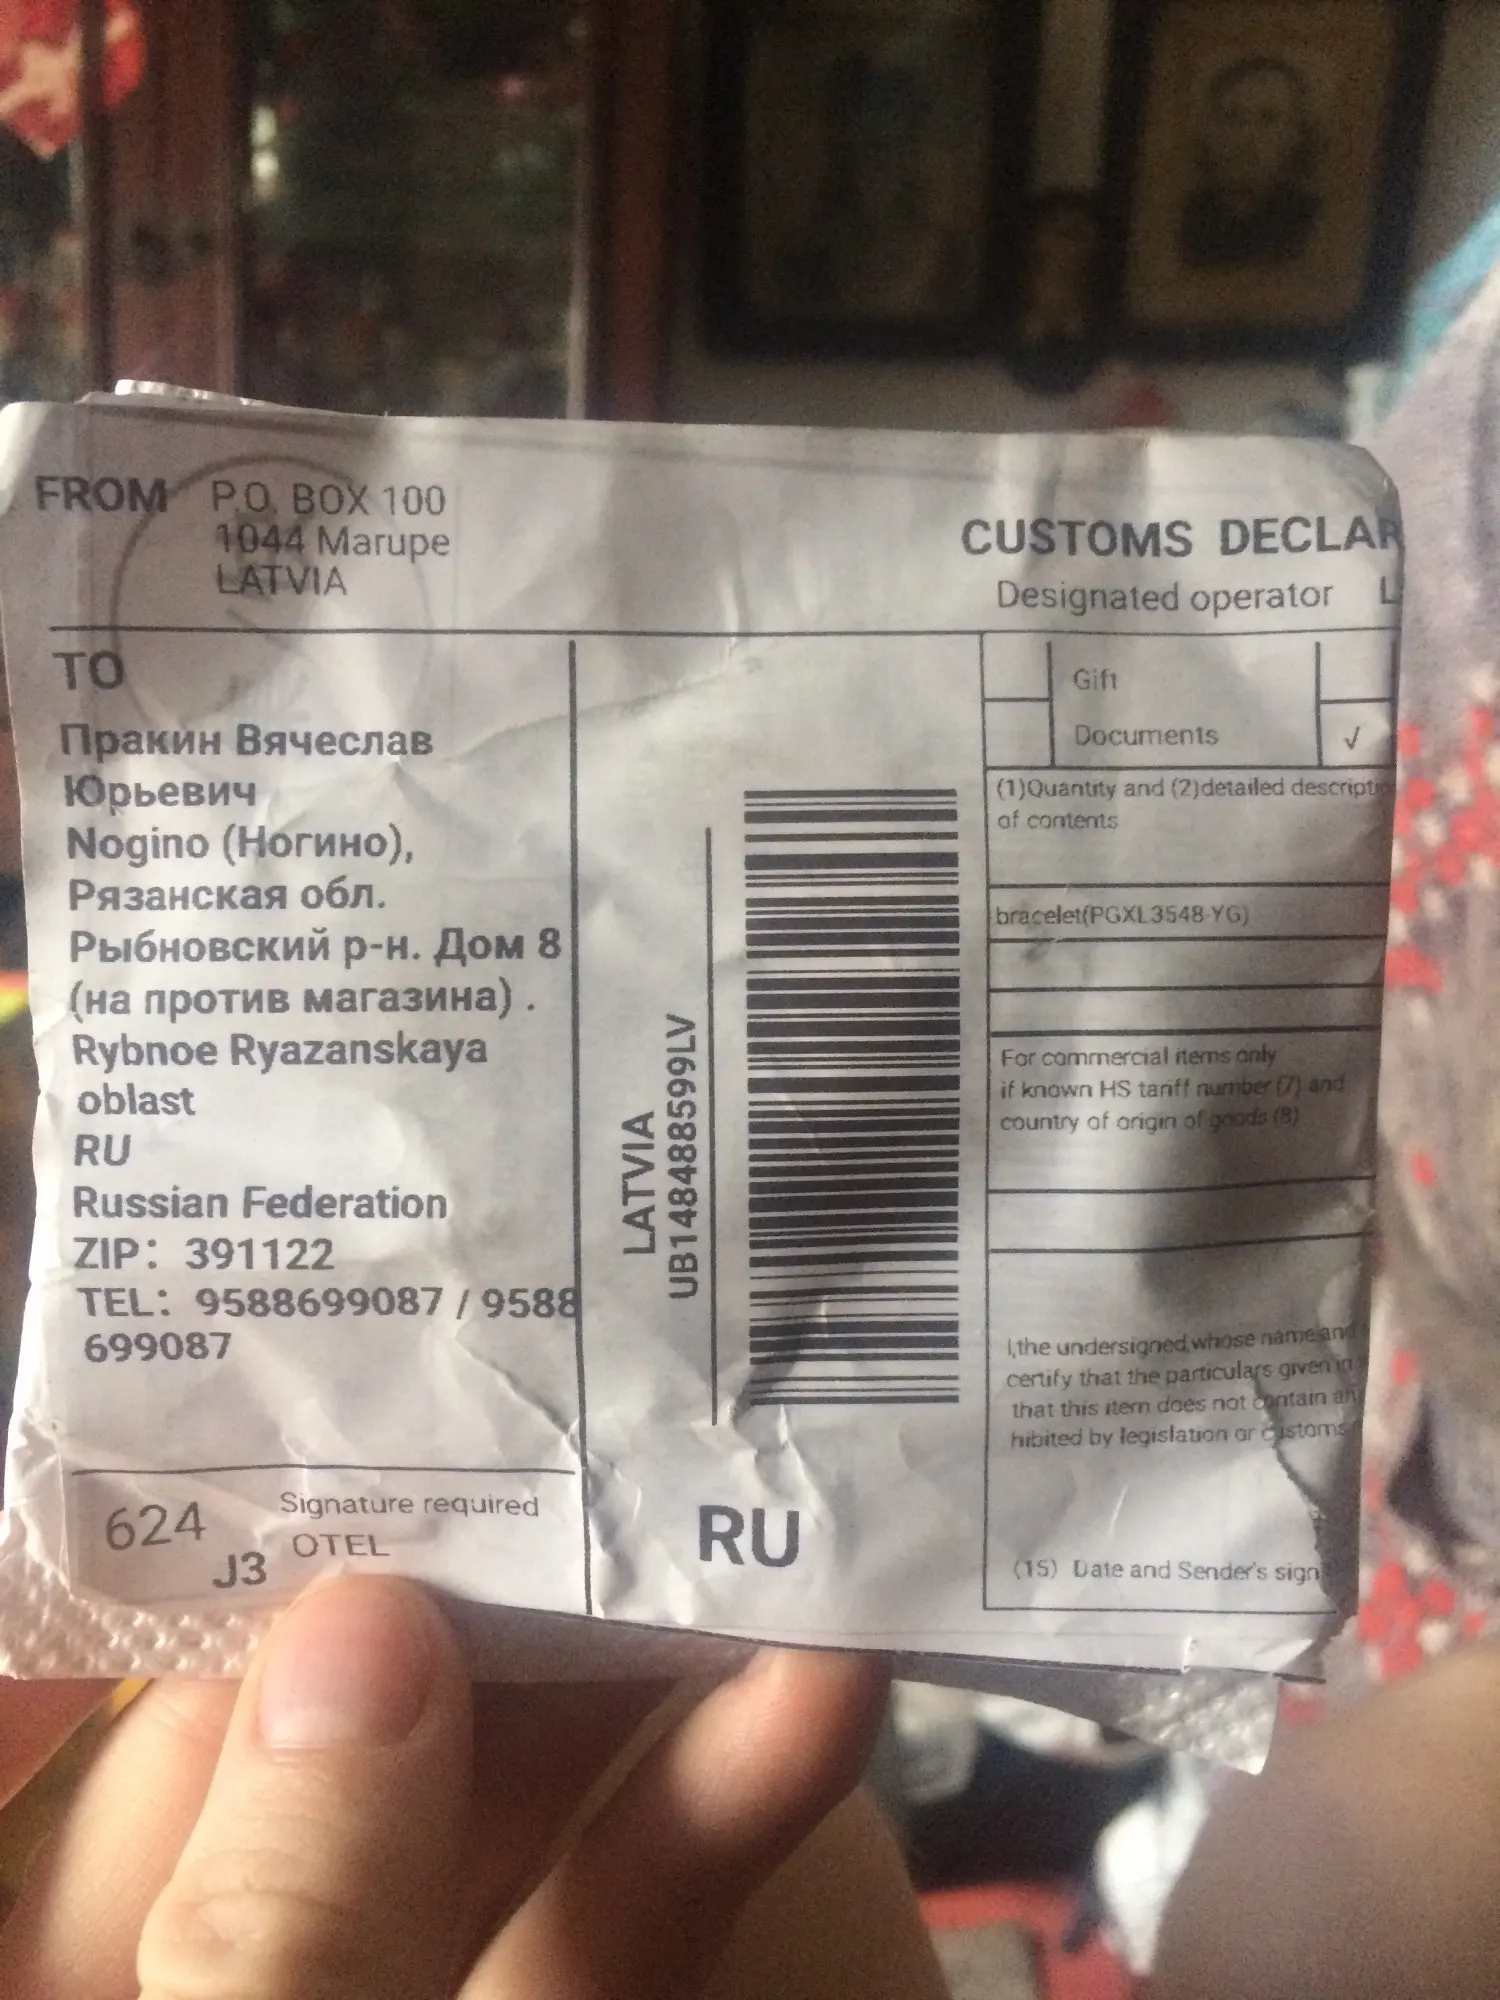 FROM P.O. BOX 100
1044 Marupe
LATVIA
CUSTOMS DECLAR
Designated operator L
TO
Пракин Вячеслав
Юрьевич
Nogino (Ногино),
Рязанская обл.
Рыбновский р-н. Дом 8
(на против магазина) .
Rybnoe Ryazanskaya
oblast
RU
Russian Federation
ZIP: 391122
TEL: 9588699087 / 9588
699087
624
J3
Signature required
OTEL
LATVIA
UB148488599LV
RU
Gift
Documents √
(1)Quantity and (2)detailed descriptio
of contents
bracelet(PGXL3548-YG)
For commercial items only
if known HS tariff number (7) and
country of origin of goods (8)
I,the undersigned,whose name and
certify that the particulars given in
that this item does not contain an
hibited by legislation or customs
(15) Date and Sender's sign